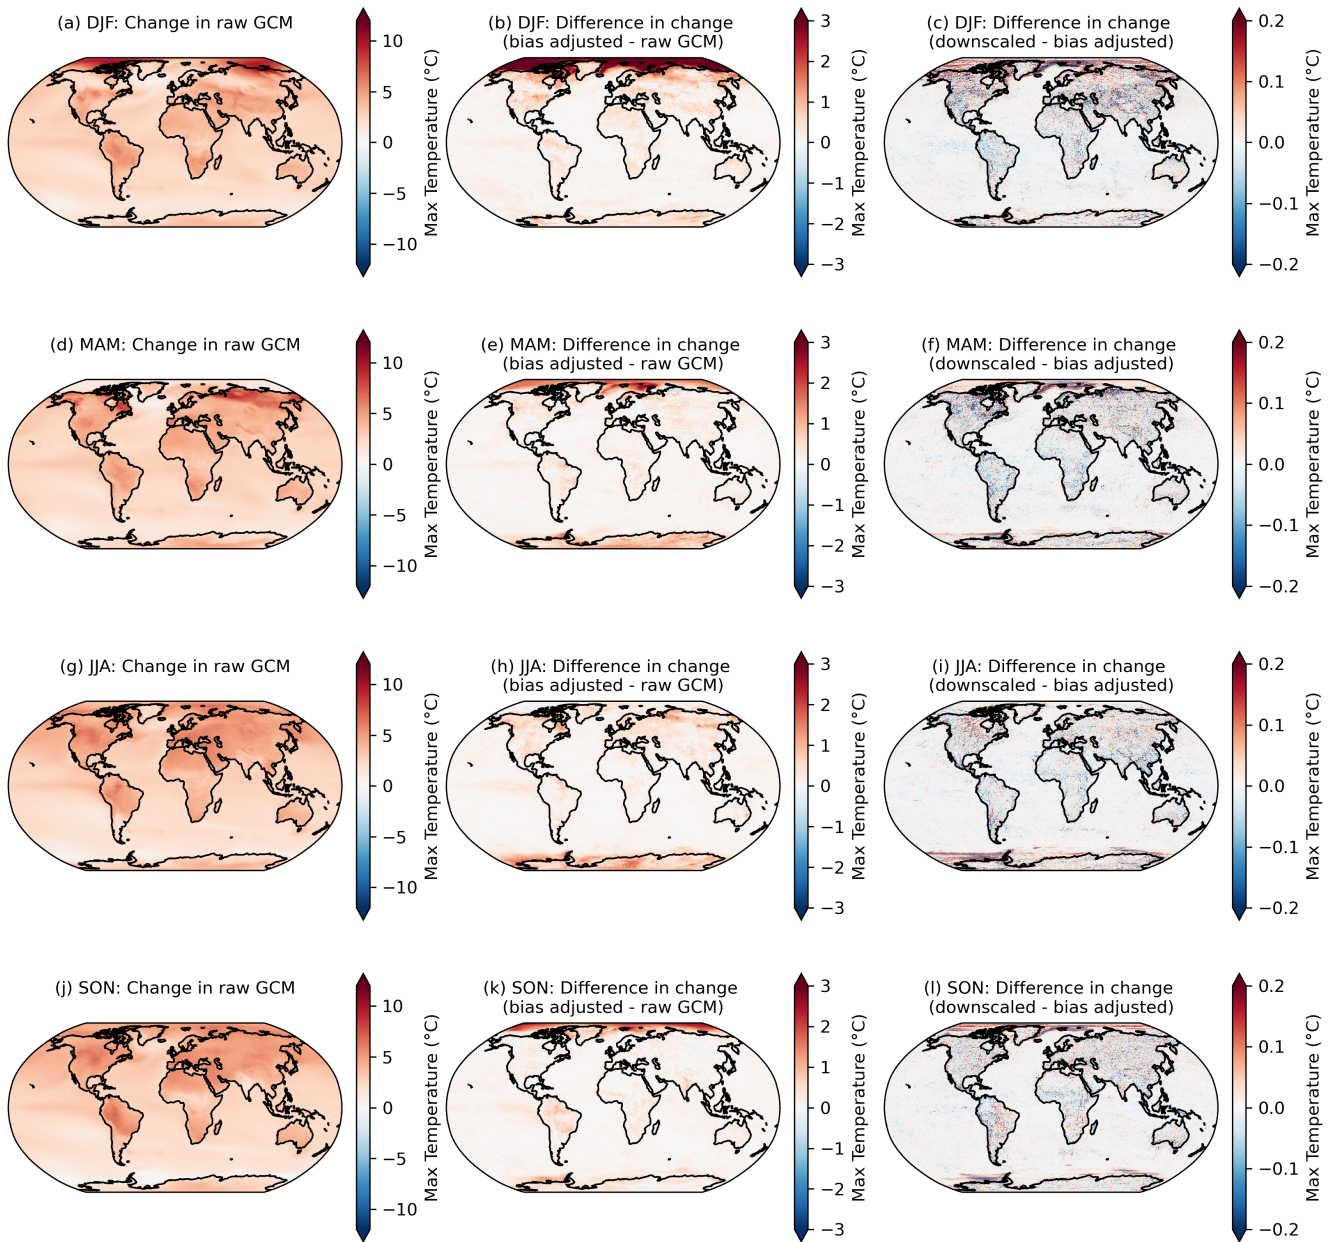 (a) DJF: Change in raw GCM
10
5
0
−5
−10
Max Temperature (°C)
(b) DJF: Difference in change
(bias adjusted - raw GCM)
3
2
1
0
−1
−2
−3
Max Temperature (°C)
(c) DJF: Difference in change
(downscaled - bias adjusted)
0.2
0.1
0.0
−0.1
−0.2
Max Temperature (°C)
(d) MAM: Change in raw GCM
10
5
0
−5
−10
Max Temperature (°C)
(e) MAM: Difference in change
(bias adjusted - raw GCM)
3
2
1
0
−1
−2
−3
Max Temperature (°C)
(f) MAM: Difference in change
(downscaled - bias adjusted)
0.2
0.1
0.0
−0.1
−0.2
Max Temperature (°C)
(g) JJA: Change in raw GCM
10
5
0
−5
−10
Max Temperature (°C)
(h) JJA: Difference in change
(bias adjusted - raw GCM)
3
2
1
0
−1
−2
−3
Max Temperature (°C)
(i) JJA: Difference in change
(downscaled - bias adjusted)
0.2
0.1
0.0
−0.1
−0.2
Max Temperature (°C)
(j) SON: Change in raw GCM
10
5
0
−5
−10
Max Temperature (°C)
(k) SON: Difference in change
(bias adjusted - raw GCM)
3
2
1
0
−1
−2
−3
Max Temperature (°C)
(l) SON: Difference in change
(downscaled - bias adjusted)
0.2
0.1
0.0
−0.1
−0.2
Max Temperature (°C)